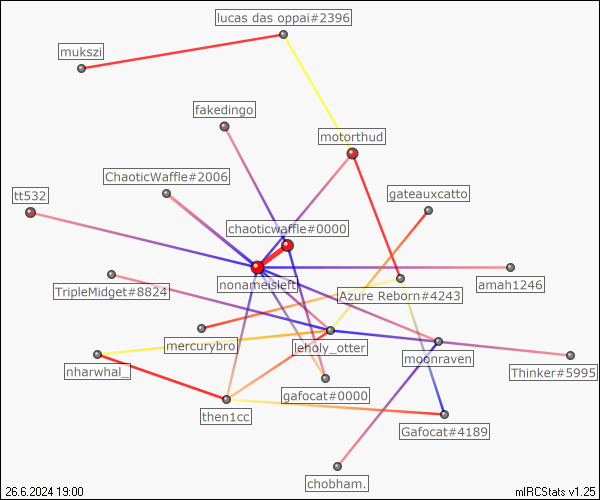 lucas das oppai#2396
mukszi
fakedingo
motorthud
ChaoticWaffle#2006
tt532
gateauxcatto
chaoticwaffle#0000
nonameisleft
amah1246
TripleMidget#8824
Azure Reborn#4243
mercurybro
leholy_otter
moonraven
nharwhal_
Thinker#5995
gafocat#0000
then1cc
Gafocat#4189
chobham.
26.6.2024 19:00
mIRCStats v1.25